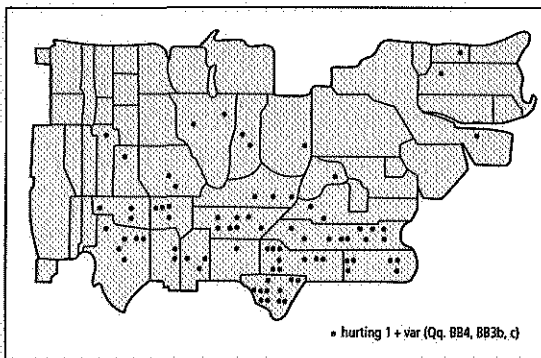 • hurting 1 + var (Qq. BB4, BB3b, c)